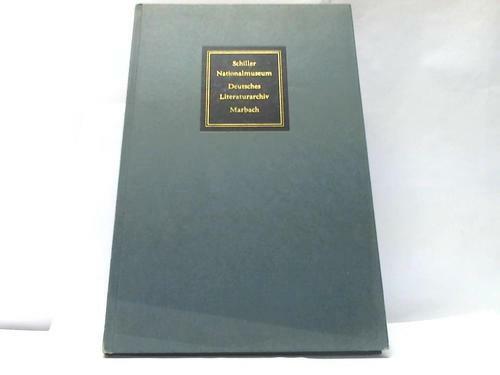 Schiller
Nationalmuseum
Deutsches
Literaturarchiv
Marbach